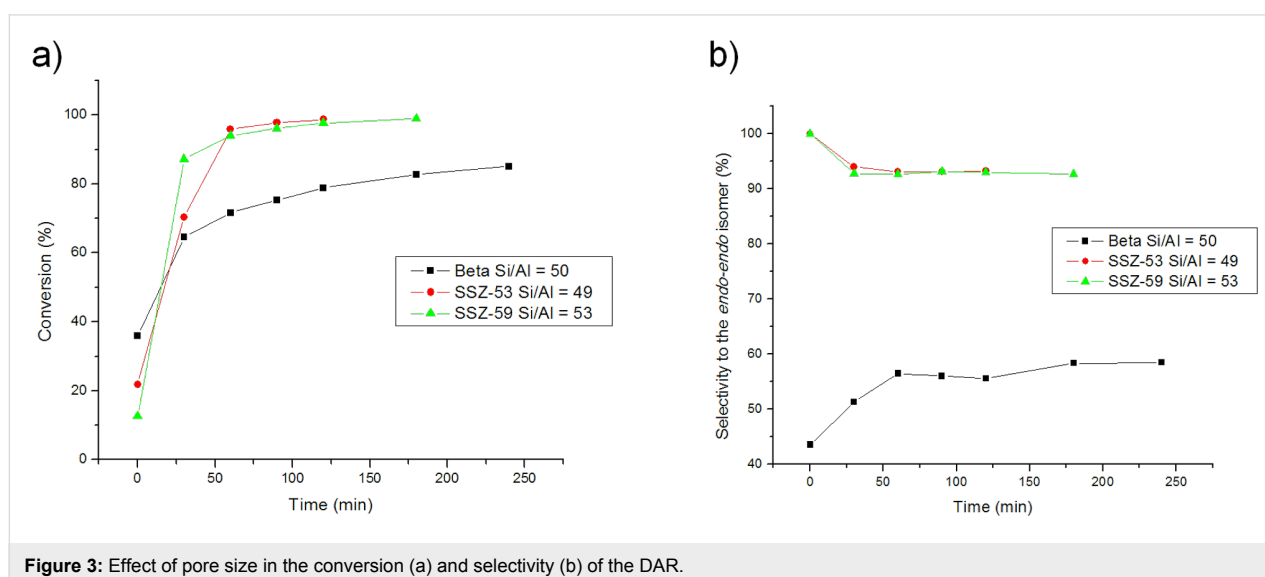 a)
Conversion (%)
100
80
60
40
20
0
0 50 100 150 200 250
Time (min)
Beta Si/Al = 50
SSZ-53 Si/Al = 49
SSZ-59 Si/Al = 53
b)
Selectivity to the endo-endo isomer (%)
100
90
80
70
60
50
40
0 50 100 150 200 250
Time (min)
Beta Si/Al = 50
SSZ-53 Si/Al = 49
SSZ-59 Si/Al = 53
Figure 3: Effect of pore size in the conversion (a) and selectivity (b) of the DAR.